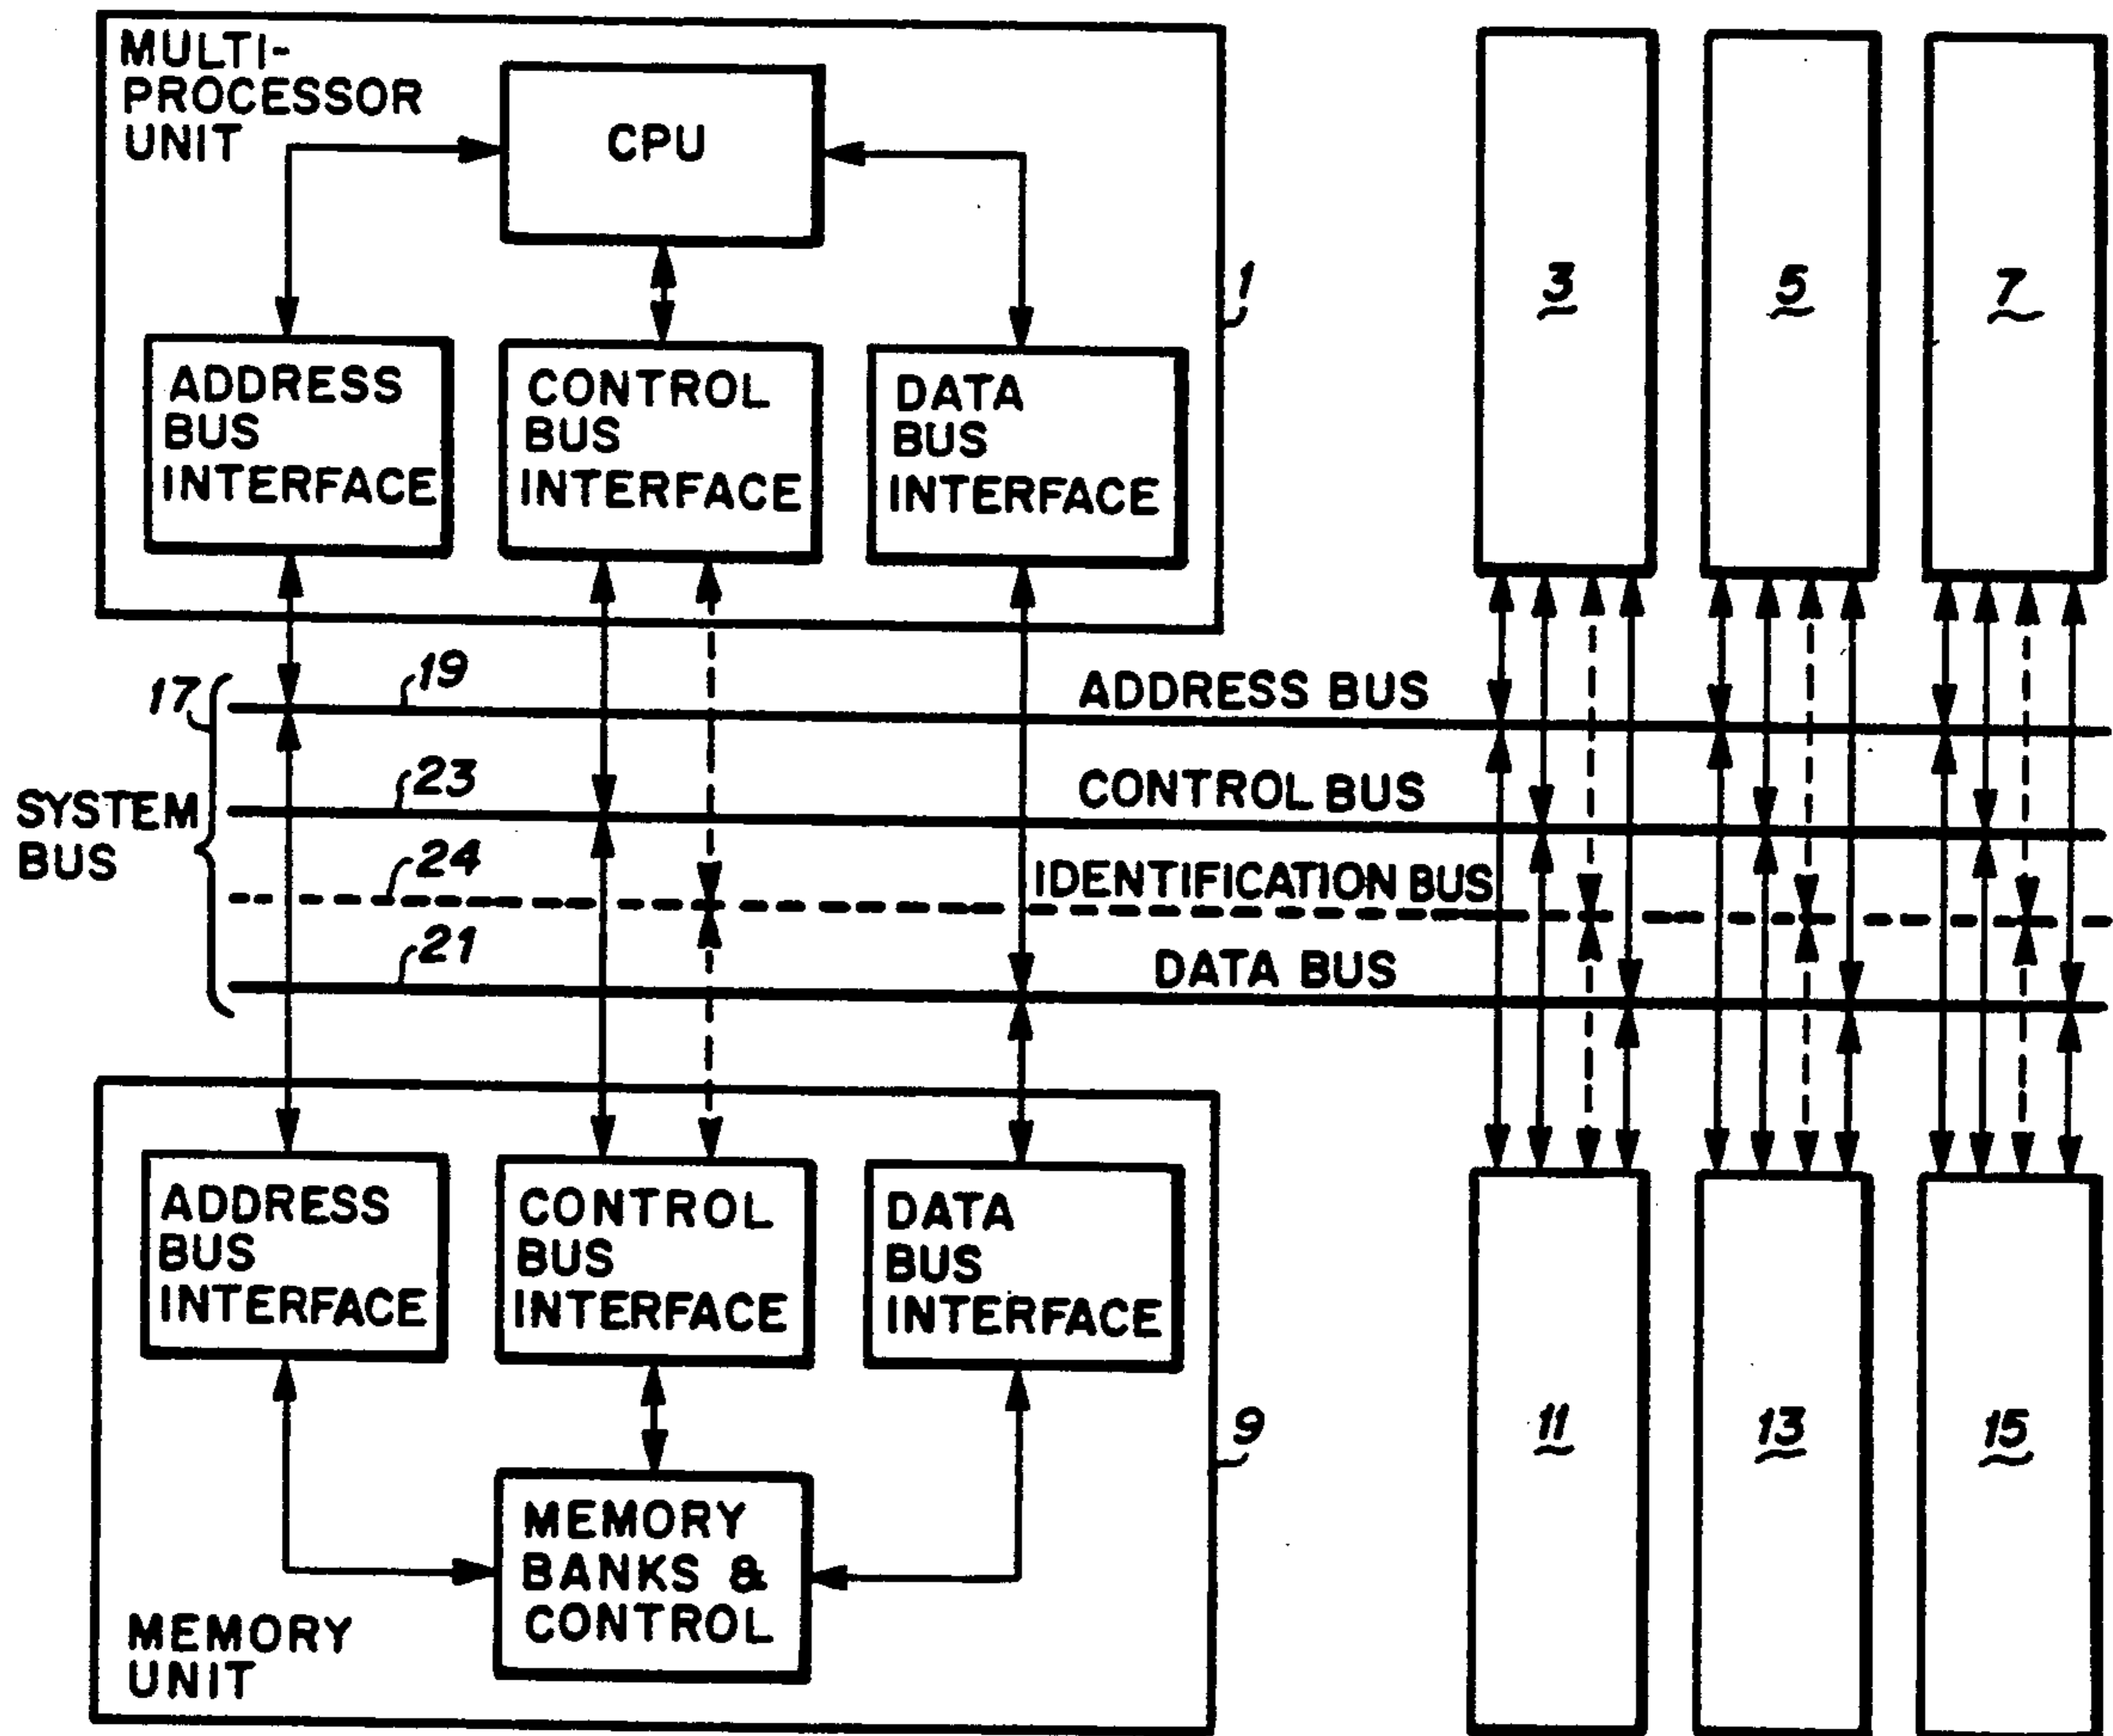 MULTI-
PROCESSOR
UNIT
CPU
ADDRESS
BUS
INTERFACE
CONTROL
BUS
INTERFACE
DATA
BUS
INTERFACE
1
3
5
7
17
SYSTEM
BUS
19
ADDRESS BUS
23
CONTROL BUS
24
IDENTIFICATION BUS
21
DATA BUS
ADDRESS
BUS
INTERFACE
CONTROL
BUS
INTERFACE
DATA
BUS
INTERFACE
MEMORY
BANKS &
CONTROL
MEMORY
UNIT
9
11
13
15